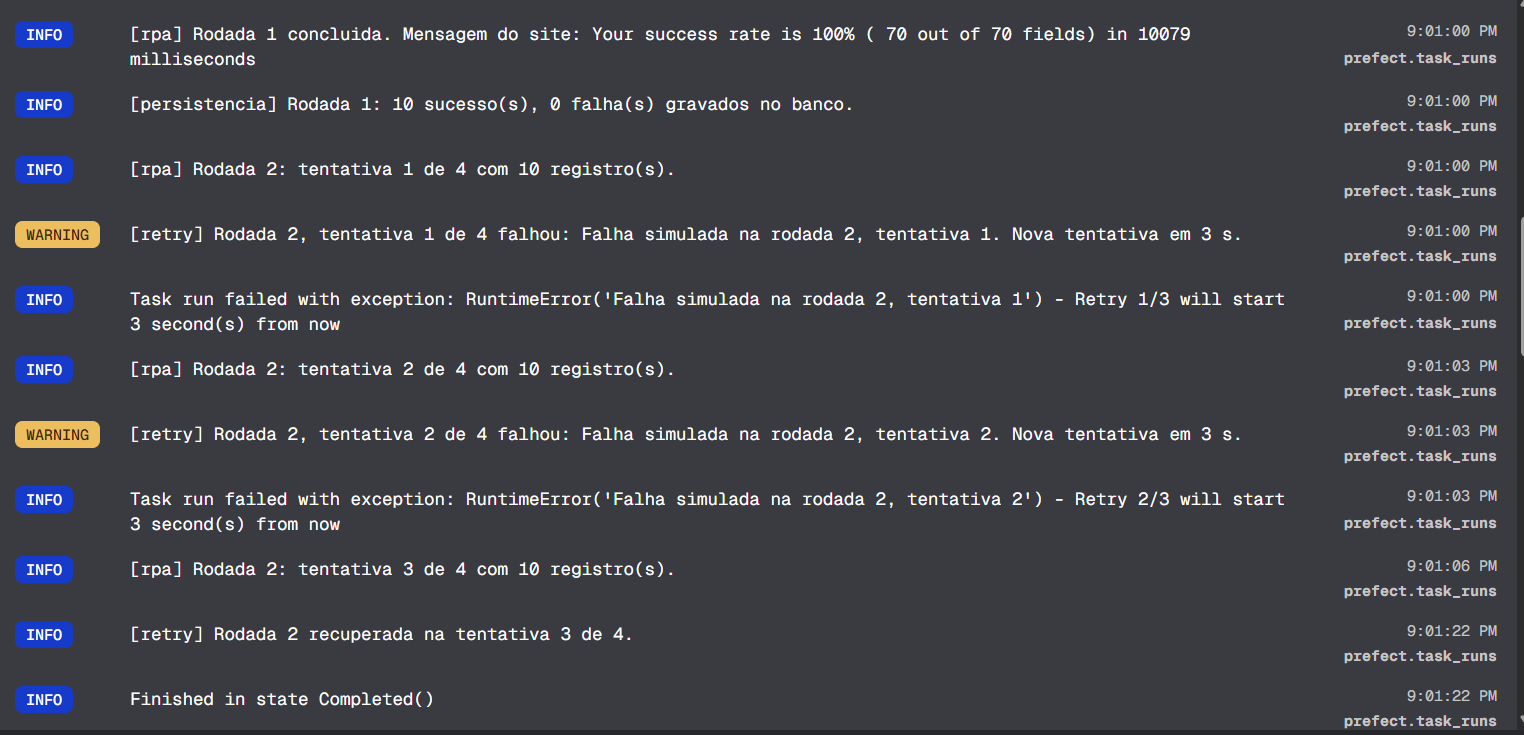 INFO [rpa] Rodada 1 concluida. Mensagem do site: Your success rate is 100% ( 70 out of 70 fields) in 10079 9:01:00 PM
milliseconds prefect.task_runs
INFO [persistencia] Rodada 1: 10 sucesso(s), 0 falha(s) gravados no banco. 9:01:00 PM
prefect.task_runs
INFO [rpa] Rodada 2: tentativa 1 de 4 com 10 registro(s). 9:01:00 PM
prefect.task_runs
WARNING [retry] Rodada 2, tentativa 1 de 4 falhou: Falha simulada na rodada 2, tentativa 1. Nova tentativa em 3 s. 9:01:00 PM
prefect.task_runs
INFO Task run failed with exception: RuntimeError('Falha simulada na rodada 2, tentativa 1') - Retry 1/3 will start 9:01:00 PM
3 second(s) from now prefect.task_runs
INFO [rpa] Rodada 2: tentativa 2 de 4 com 10 registro(s). 9:01:03 PM
prefect.task_runs
WARNING [retry] Rodada 2, tentativa 2 de 4 falhou: Falha simulada na rodada 2, tentativa 2. Nova tentativa em 3 s. 9:01:03 PM
prefect.task_runs
INFO Task run failed with exception: RuntimeError('Falha simulada na rodada 2, tentativa 2') - Retry 2/3 will start 9:01:03 PM
3 second(s) from now prefect.task_runs
INFO [rpa] Rodada 2: tentativa 3 de 4 com 10 registro(s). 9:01:06 PM
prefect.task_runs
INFO [retry] Rodada 2 recuperada na tentativa 3 de 4. 9:01:22 PM
prefect.task_runs
INFO Finished in state Completed() 9:01:22 PM
prefect.task_runs